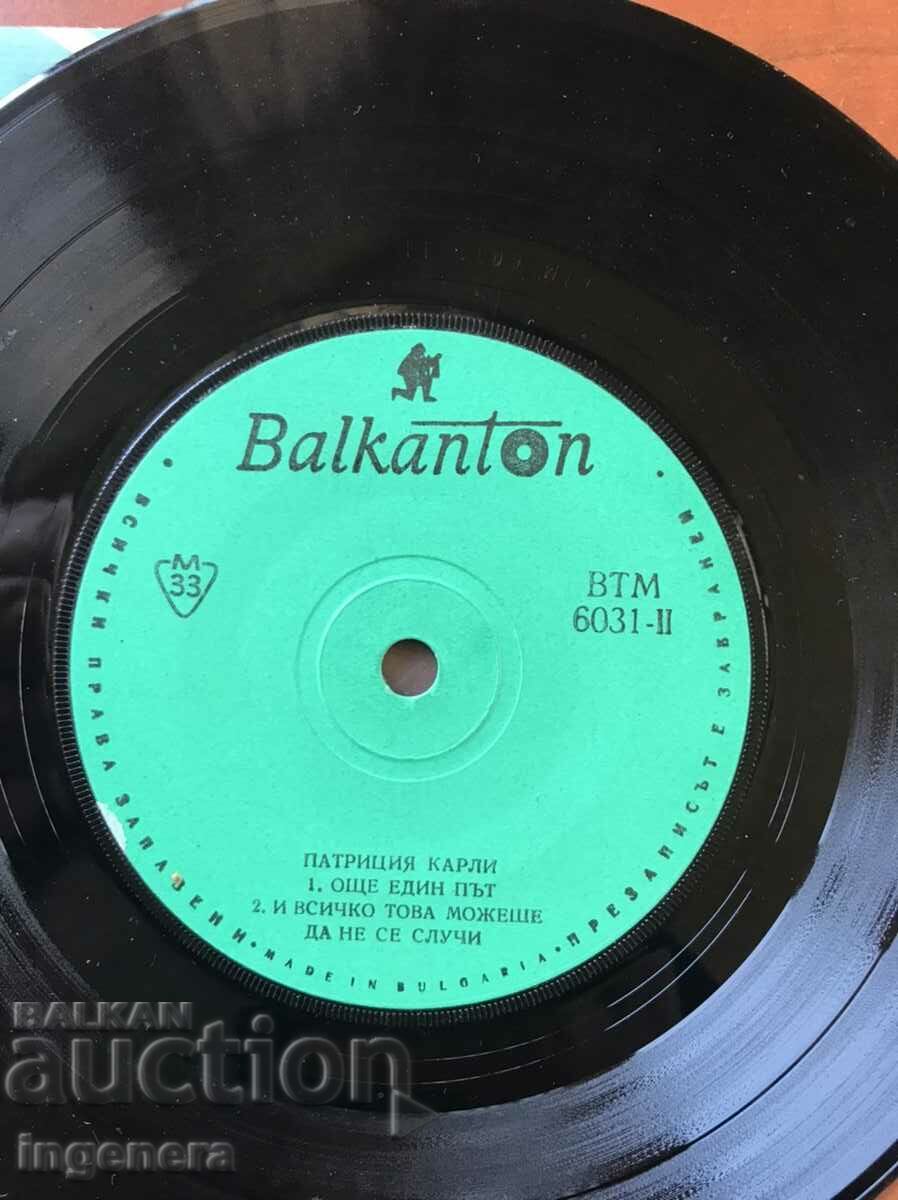 Balkanton
M
33
ВТМ
6031-II
ПАТРИЦИЯ КАРЛИ
1. ОЩЕ ЕДИН ПЪТ
2. И ВСИЧКО ТОВА МОЖЕШЕ
ДА НЕ СЕ СЛУЧИ
• ВСИЧКИ ПРАВА ЗАПАЗЕНИ • MADE IN BULGARIA • ПРЕЗАПИСЪТ Е ЗАБРАНЕН •
BALKAN
auction
ingenera